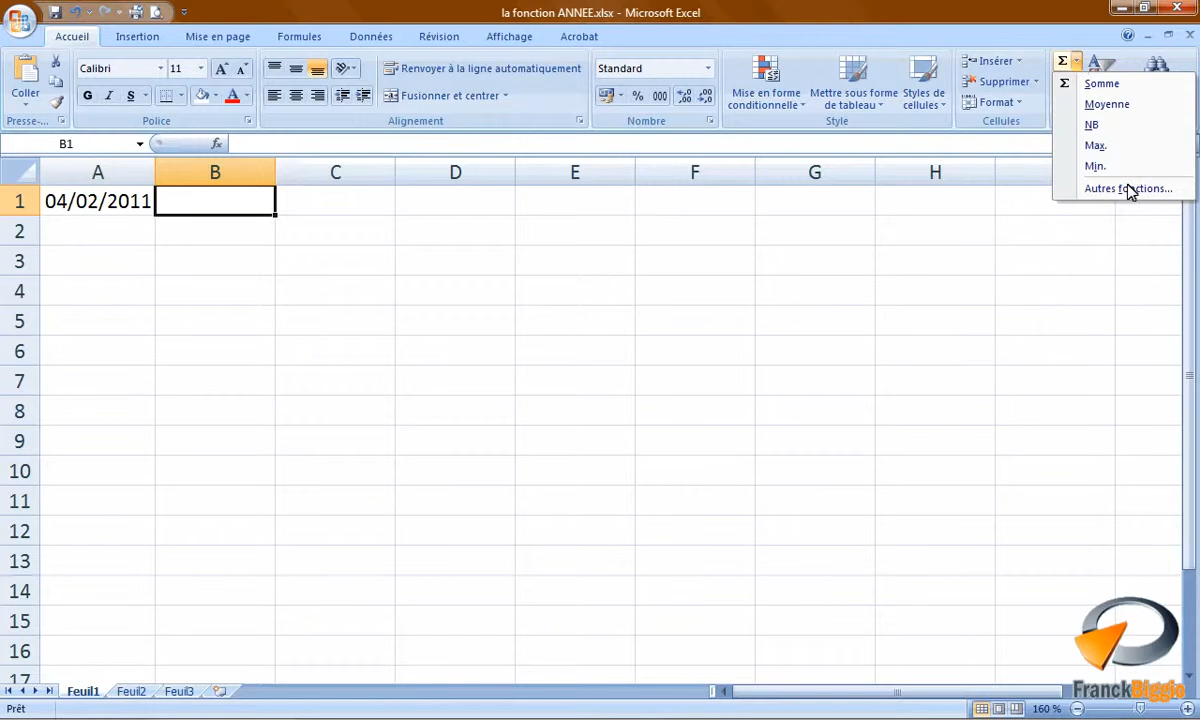 la fonction ANNEE.xlsx - Microsoft Excel
Accueil Insertion Mise en page Formules Données Révision Affichage Acrobat
Coller
Presse-...
Calibri 11
G I S
Police
Renvoyer à la ligne automatiquement
Fusionner et centrer
Alignement
Standard
% 000
Nombre
Mise en forme conditionnelle
Mettre sous forme de tableau
Styles de cellules
Style
Insérer
Supprimer
Format
Cellules
Σ
Σ Somme
Moyenne
NB
Max.
Min.
Autres fonctions...
B1 fx
A B C D E F G H
1 04/02/2011
2
3
4
5
6
7
8
9
10
11
12
13
14
15
16
17
FranckBiggio
Feuil1 Feuil2 Feuil3
Prêt 160 %